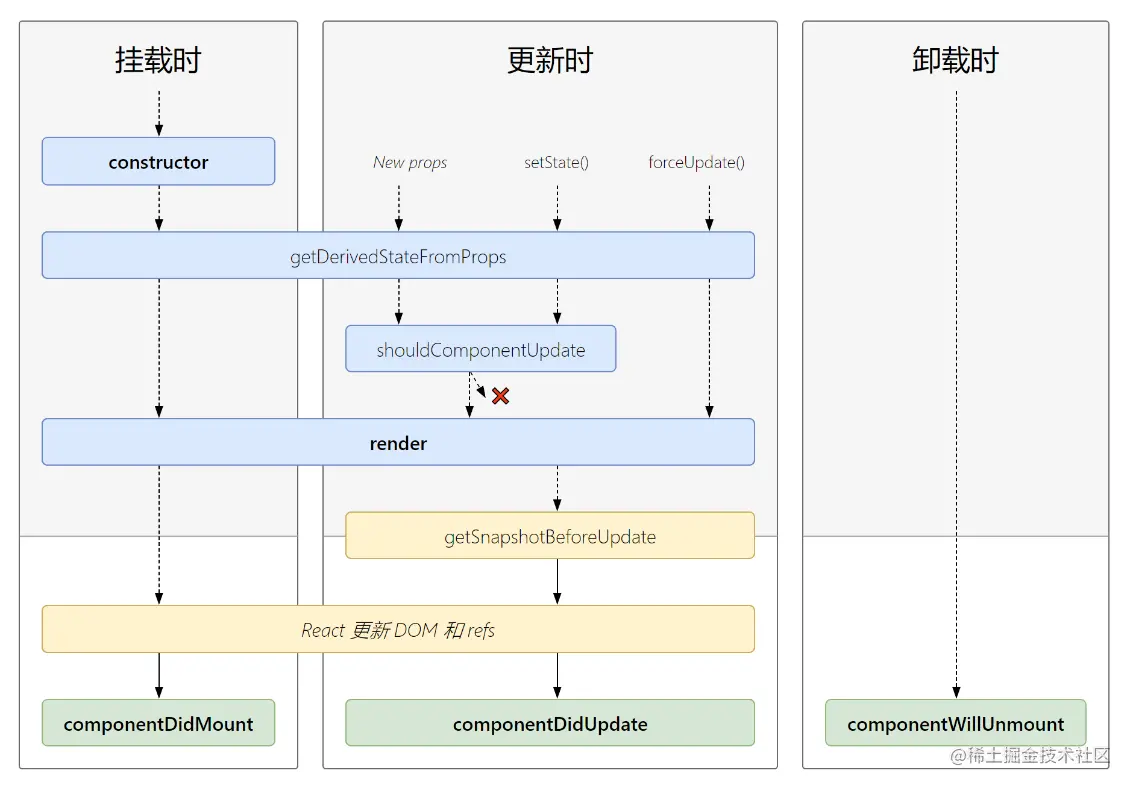 挂载时
更新时
卸载时
constructor
New props
setState()
forceUpdate()
getDerivedStateFromProps
shouldComponentUpdate
render
getSnapshotBeforeUpdate
React 更新 DOM 和 refs
componentDidMount
componentDidUpdate
componentWillUnmount
@稀土掘金技术社区